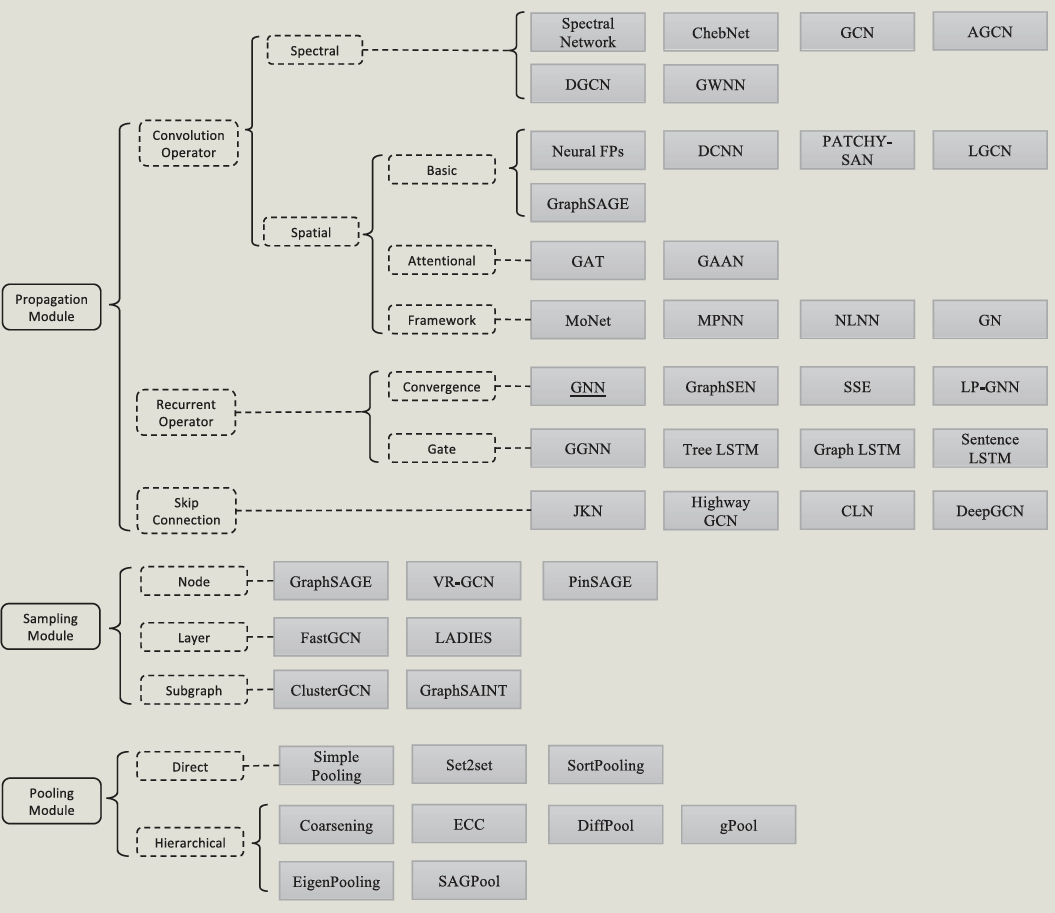 Spectral
Spectral
Network
ChebNet
GCN
AGCN
DGCN
GWNN
Convolution
Operator
Basic
Neural FPs
DCNN
PATCHY-
SAN
LGCN
GraphSAGE
Spatial
Attentional
GAT
GAAN
Propagation
Module
Framework
MoNet
MPNN
NLNN
GN
Recurrent
Operator
Convergence
GNN
GraphSEN
SSE
LP-GNN
Gate
GGNN
Tree LSTM
Graph LSTM
Sentence
LSTM
Skip
Connection
JKN
Highway
GCN
CLN
DeepGCN
Sampling
Module
Node
GraphSAGE
VR-GCN
PinSAGE
Layer
FastGCN
LADIES
Subgraph
ClusterGCN
GraphSAINT
Pooling
Module
Direct
Simple
Pooling
Set2set
SortPooling
Hierarchical
Coarsening
ECC
DiffPool
gPool
EigenPooling
SAGPool